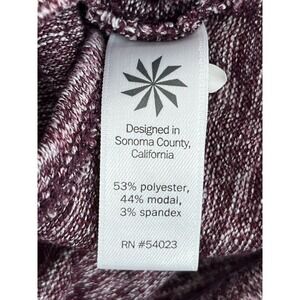 Designed in
Sonoma County,
California
53% polyester,
44% modal,
3% spandex
RN #54023